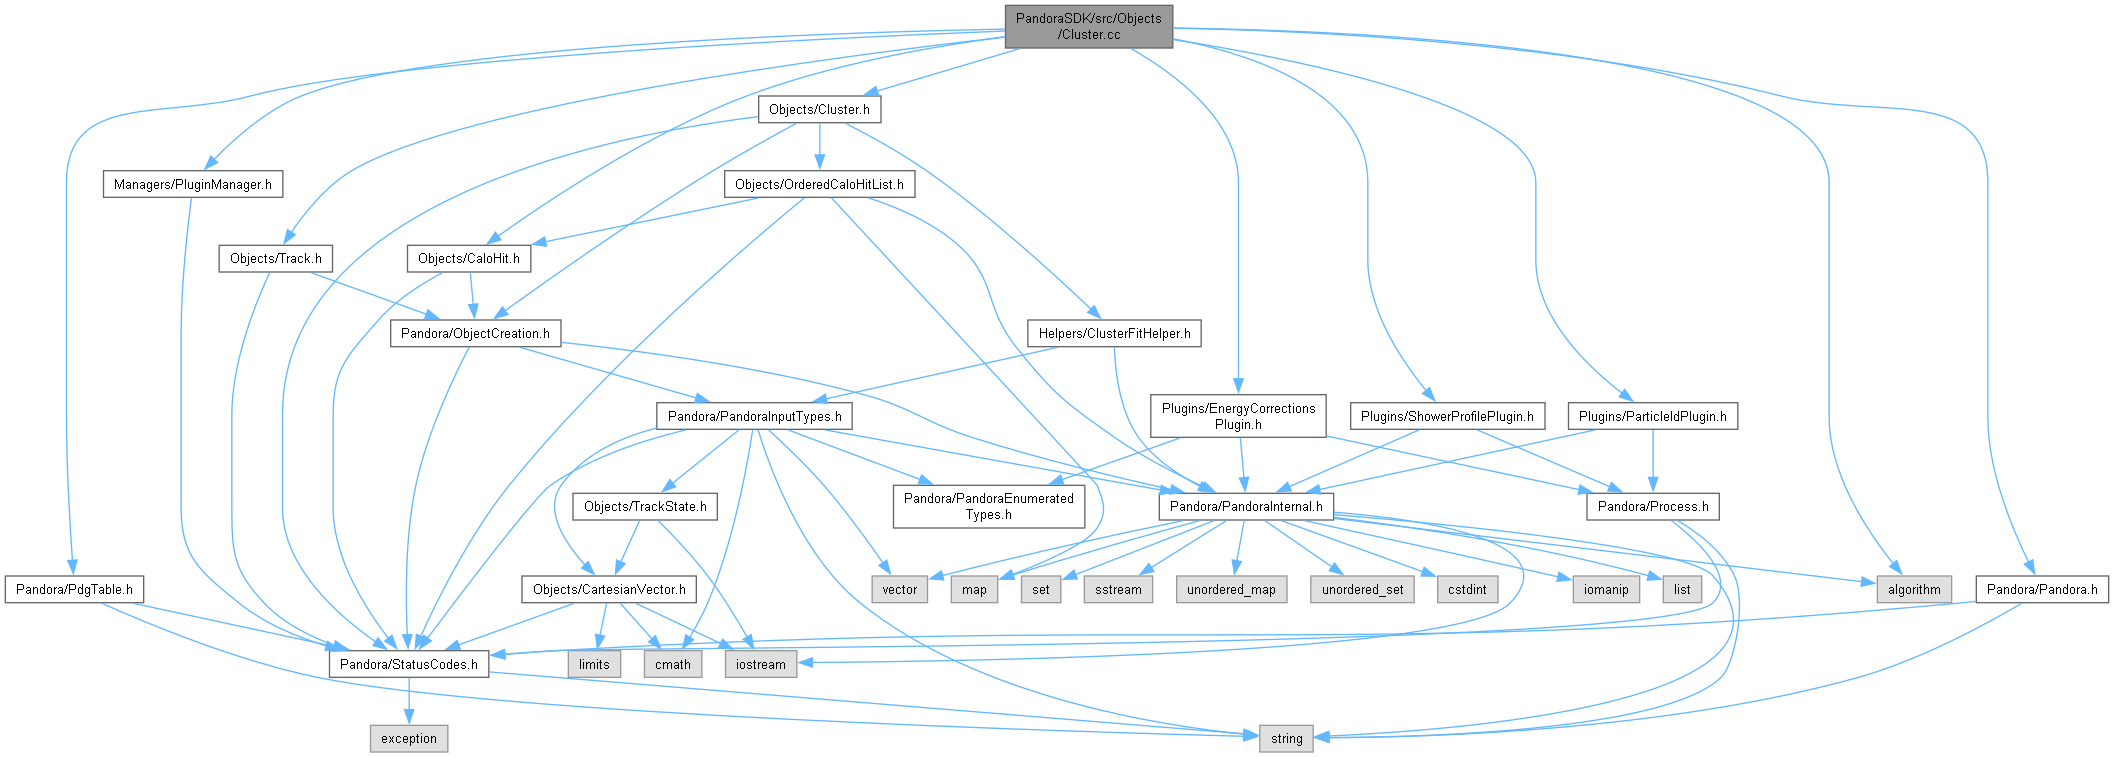 PandoraSDK/src/Objects
/Cluster.cc
Objects/Cluster.h
Managers/PluginManager.h
Objects/OrderedCaloHitList.h
Objects/Track.h
Objects/CaloHit.h
Pandora/ObjectCreation.h
Helpers/ClusterFitHelper.h
Pandora/PandoraInputTypes.h
Plugins/EnergyCorrections
Plugin.h
Plugins/ShowerProfilePlugin.h
Plugins/ParticleIdPlugin.h
Objects/TrackState.h
Pandora/PandoraEnumerated
Types.h
Pandora/PandoraInternal.h
Pandora/Process.h
Pandora/PdgTable.h
Objects/CartesianVector.h
vector
map
set
sstream
unordered_map
unordered_set
cstdint
iomanip
list
algorithm
Pandora/Pandora.h
Pandora/StatusCodes.h
limits
cmath
iostream
exception
string